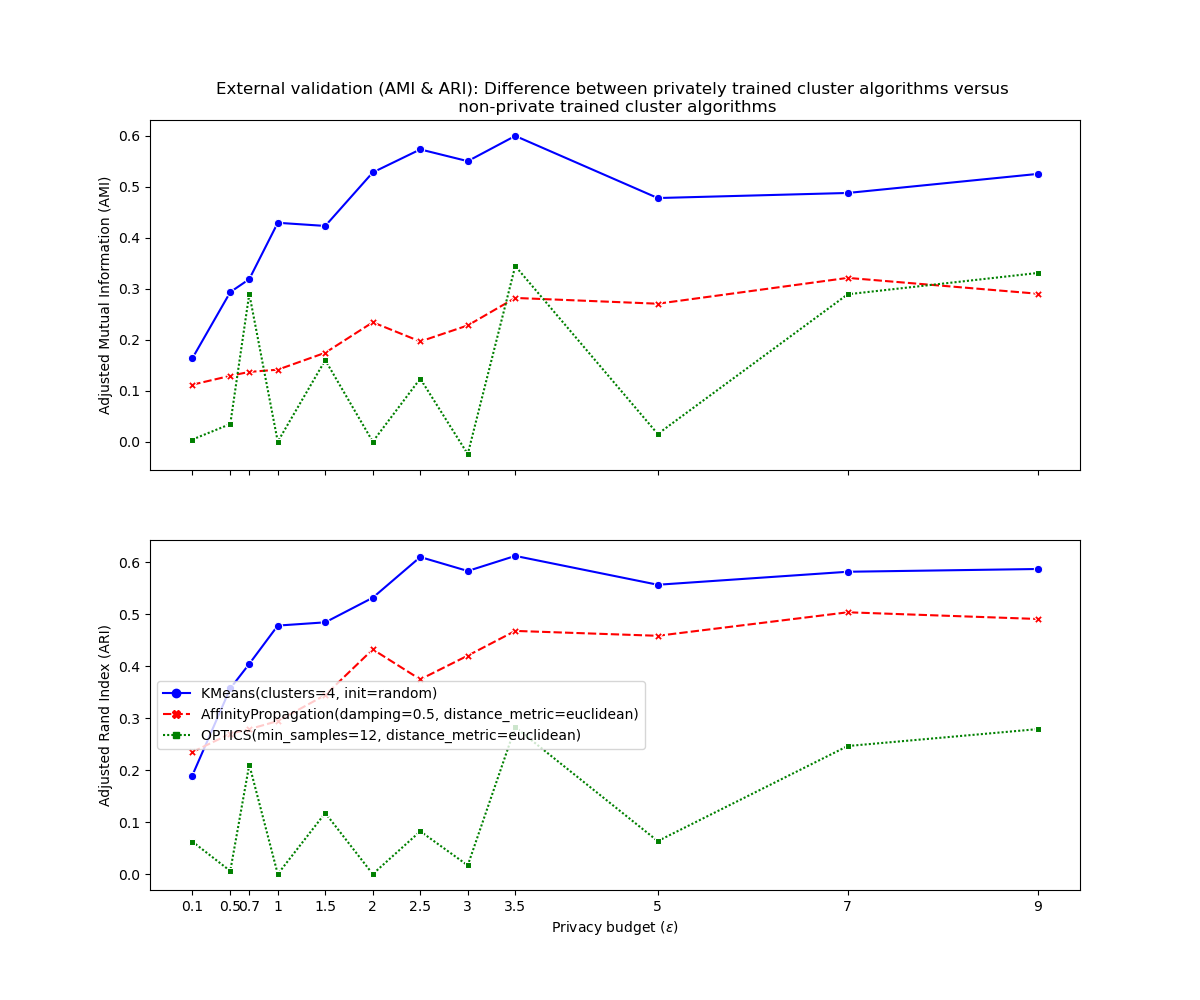 External validation (AMI & ARI): Difference between privately trained cluster algorithms versus
non-private trained cluster algorithms
Adjusted Mutual Information (AMI)
0.6
0.5
0.4
0.3
0.2
0.1
0.0
Adjusted Rand Index (ARI)
0.6
0.5
0.4
0.3
0.2
0.1
0.0
KMeans(clusters=4, init=random)
AffinityPropagation(damping=0.5, distance_metric=euclidean)
OPTICS(min_samples=12, distance_metric=euclidean)
0.1 0.5 0.7 1 1.5 2 2.5 3 3.5 5 7 9
Privacy budget (ε)